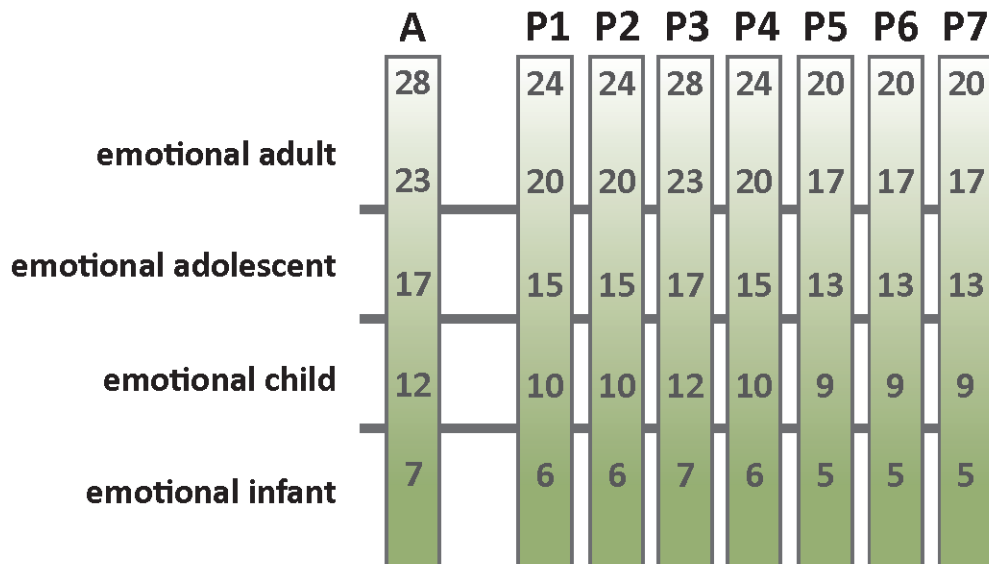 A P1 P2 P3 P4 P5 P6 P7
28 24 24 28 24 20 20 20
emotional adult
23 20 20 23 20 17 17 17
emotional adolescent
17 15 15 17 15 13 13 13
emotional child
12 10 10 12 10 9 9 9
7 6 6 7 6 5 5 5
emotional infant